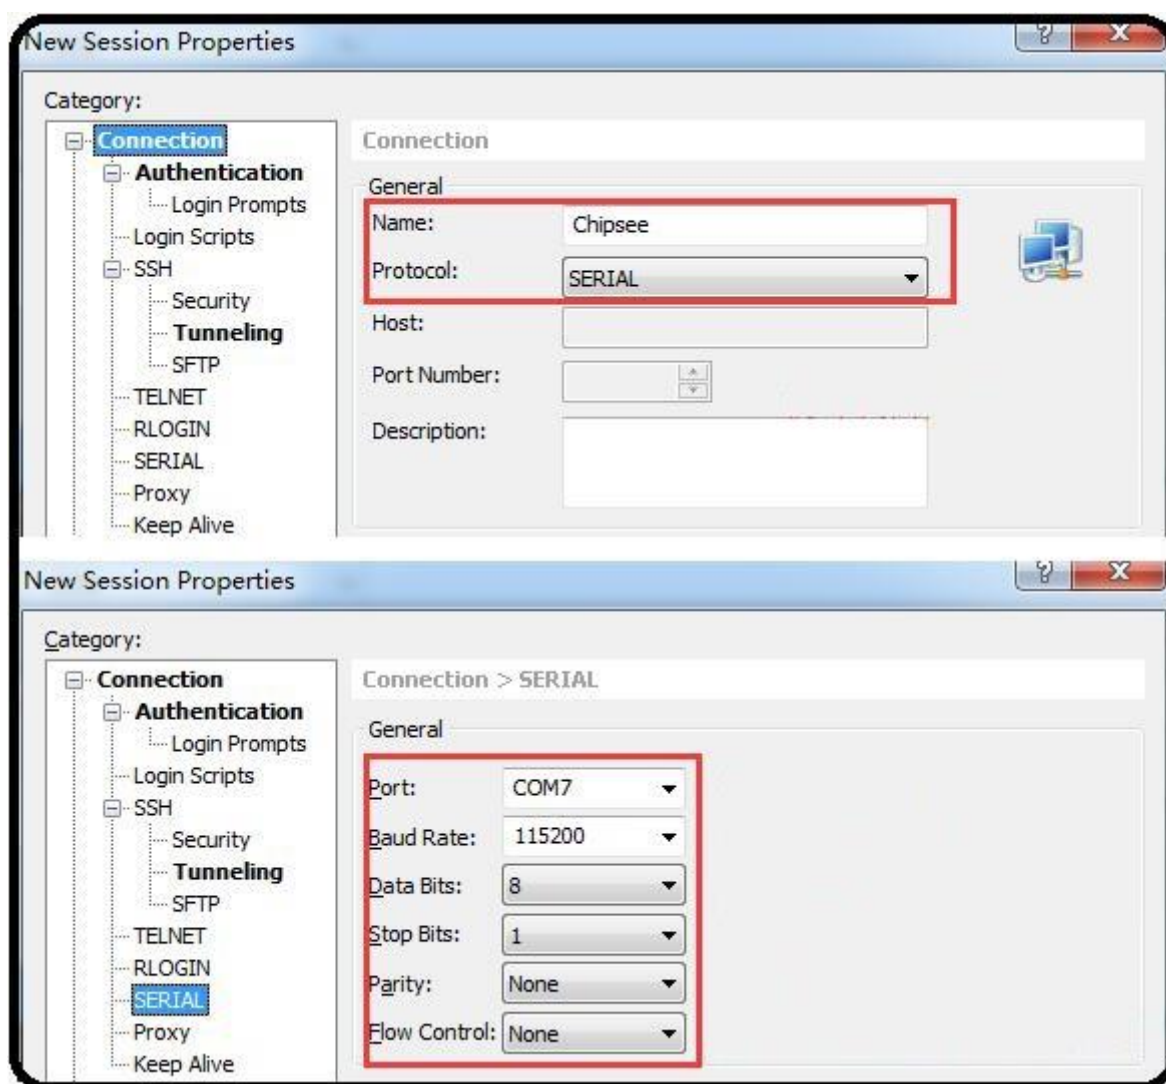 New Session Properties
Category:
Connection
Authentication
Login Prompts
Login Scripts
SSH
Security
Tunneling
SFTP
TELNET
RLOGIN
SERIAL
Proxy
Keep Alive
Connection
General
Name: Chipsee
Protocol: SERIAL
Host:
Port Number:
Description:
New Session Properties
Category:
Connection
Authentication
Login Prompts
Login Scripts
SSH
Security
Tunneling
SFTP
TELNET
RLOGIN
SERIAL
Proxy
Keep Alive
Connection > SERIAL
General
Port: COM7
Baud Rate: 115200
Data Bits: 8
Stop Bits: 1
Parity: None
Flow Control: None